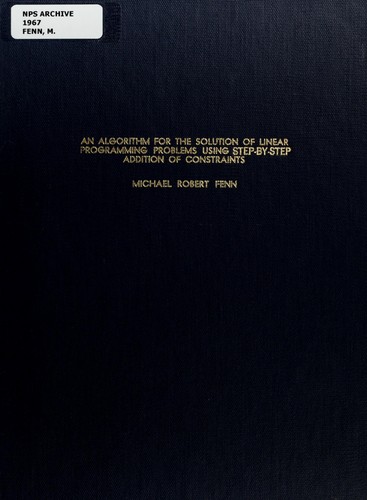 NPS ARCHIVE
1967
FENN, M.
AN ALGORITHM FOR THE SOLUTION OF LINEAR
PROGRAMMING PROBLEMS USING STEP-BY-STEP
ADDITION OF CONSTRAINTS
MICHAEL ROBERT FENN